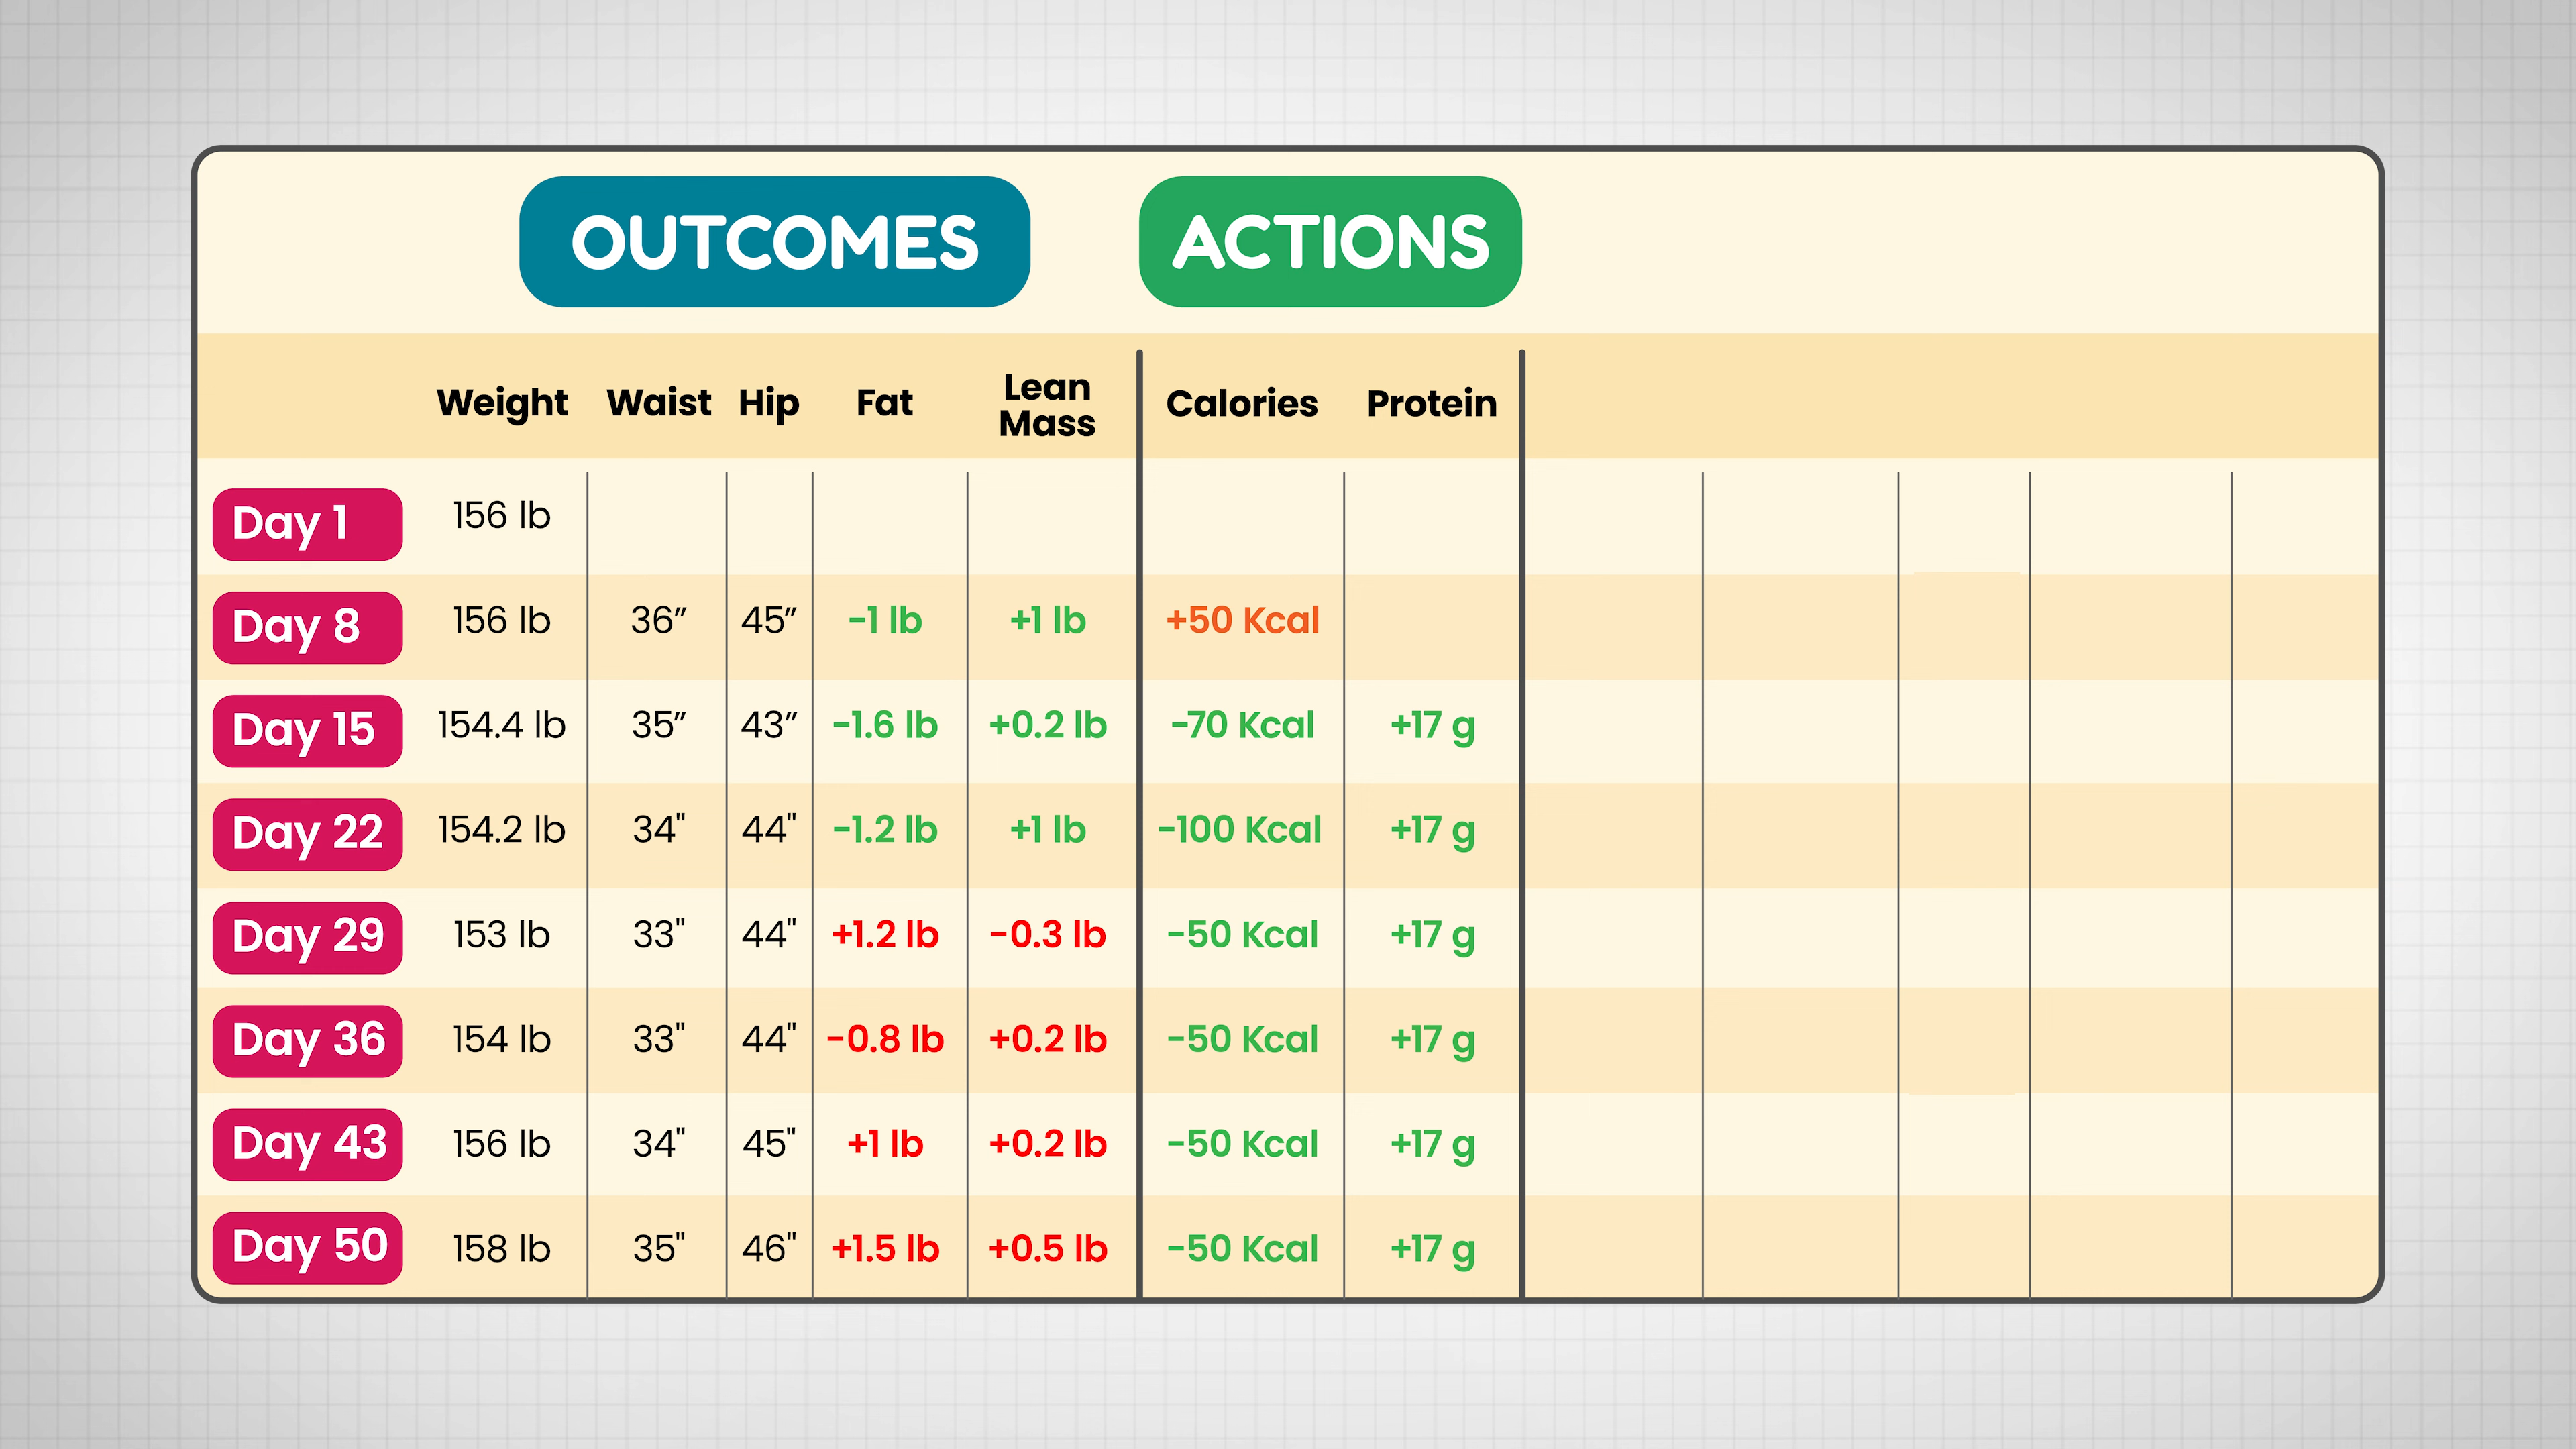 OUTCOMES ACTIONS
Weight Waist Hip Fat Lean Mass Calories Protein
Day 1 156 lb
Day 8 156 lb 36” 45” -1 lb +1 lb +50 Kcal
Day 15 154.4 lb 35” 43” -1.6 lb +0.2 lb -70 Kcal +17 g
Day 22 154.2 lb 34" 44" -1.2 lb +1 lb -100 Kcal +17 g
Day 29 153 lb 33" 44" +1.2 lb -0.3 lb -50 Kcal +17 g
Day 36 154 lb 33" 44" -0.8 lb +0.2 lb -50 Kcal +17 g
Day 43 156 lb 34" 45" +1 lb +0.2 lb -50 Kcal +17 g
Day 50 158 lb 35" 46" +1.5 lb +0.5 lb -50 Kcal +17 g